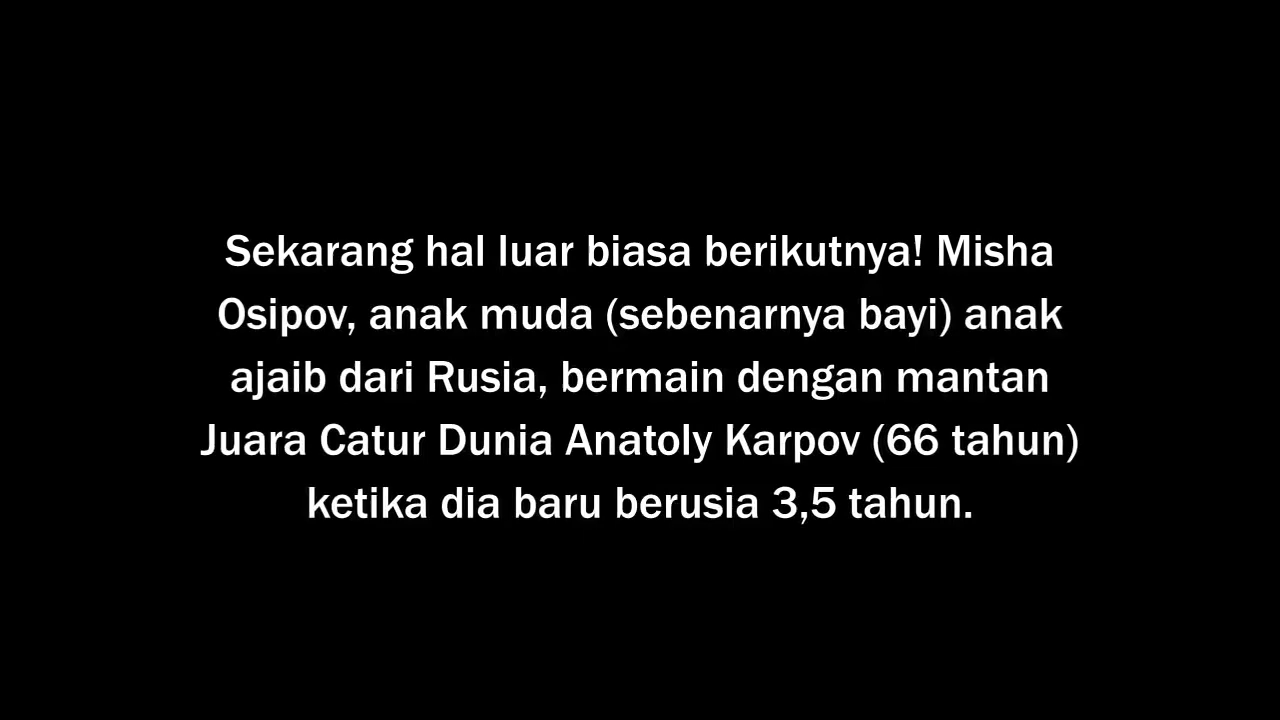 Sekarang hal luar biasa berikutnya! Misha
Osipov, anak muda (sebenarnya bayi) anak
ajaib dari Rusia, bermain dengan mantan
Juara Catur Dunia Anatoly Karpov (66 tahun)
ketika dia baru berusia 3,5 tahun.